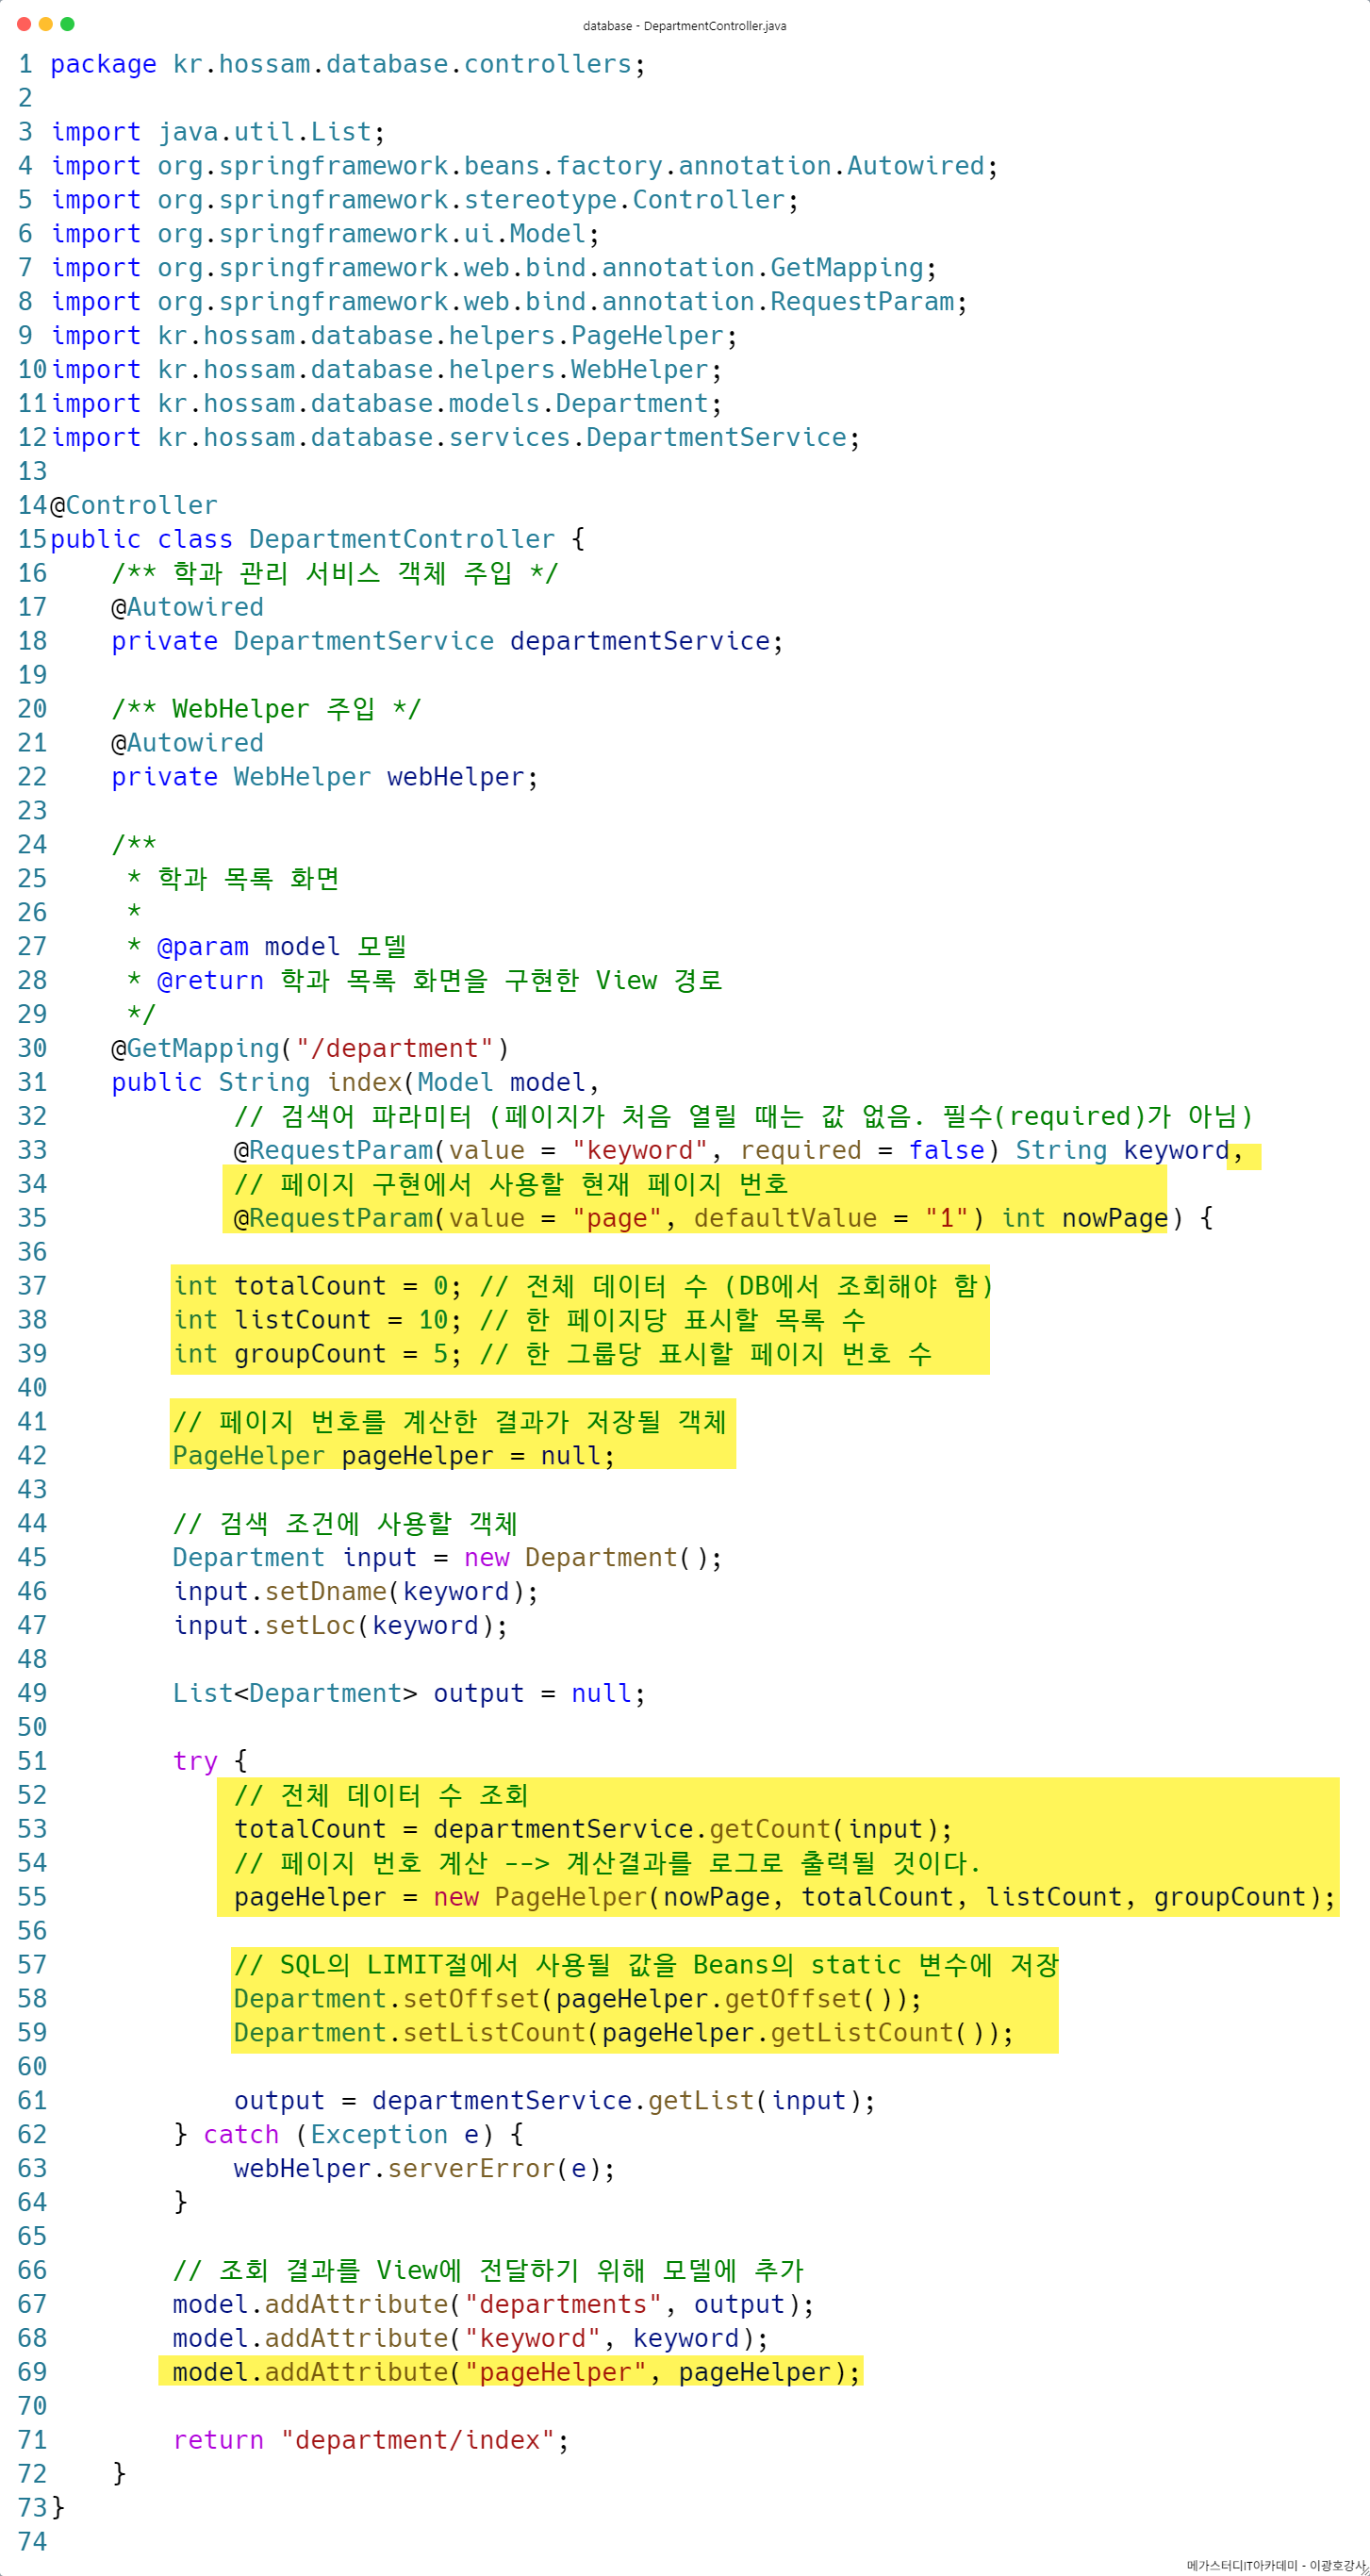 database - DepartmentController.java
1 package kr.hossam.database.controllers;
2
3 import java.util.List;
4 import org.springframework.beans.factory.annotation.Autowired;
5 import org.springframework.stereotype.Controller;
6 import org.springframework.ui.Model;
7 import org.springframework.web.bind.annotation.GetMapping;
8 import org.springframework.web.bind.annotation.RequestParam;
9 import kr.hossam.database.helpers.PageHelper;
10 import kr.hossam.database.helpers.WebHelper;
11 import kr.hossam.database.models.Department;
12 import kr.hossam.database.services.DepartmentService;
13
14 @Controller
15 public class DepartmentController {
16     /** 학과 관리 서비스 객체 주입 */
17     @Autowired
18     private DepartmentService departmentService;
19
20     /** WebHelper 주입 */
21     @Autowired
22     private WebHelper webHelper;
23
24     /**
25      * 학과 목록 화면
26      *
27      * @param model 모델
28      * @return 학과 목록 화면을 구현한 View 경로
29      */
30     @GetMapping("/department")
31     public String index(Model model,
32             // 검색어 파라미터 (페이지가 처음 열릴 때는 값 없음. 필수(required)가 아님)
33             @RequestParam(value = "keyword", required = false) String keyword,
34             // 페이지 구현에서 사용할 현재 페이지 번호
35             @RequestParam(value = "page", defaultValue = "1") int nowPage) {
36
37         int totalCount = 0; // 전체 데이터 수 (DB에서 조회해야 함)
38         int listCount = 10; // 한 페이지당 표시할 목록 수
39         int groupCount = 5; // 한 그룹당 표시할 페이지 번호 수
40
41         // 페이지 번호를 계산한 결과가 저장될 객체
42         PageHelper pageHelper = null;
43
44         // 검색 조건에 사용할 객체
45         Department input = new Department();
46         input.setDname(keyword);
47         input.setLoc(keyword);
48
49         List<Department> output = null;
50
51         try {
52             // 전체 데이터 수 조회
53             totalCount = departmentService.getCount(input);
54             // 페이지 번호 계산 --> 계산결과를 로그로 출력될 것이다.
55             pageHelper = new PageHelper(nowPage, totalCount, listCount, groupCount);
56
57             // SQL의 LIMIT절에서 사용될 값을 Beans의 static 변수에 저장
58             Department.setOffset(pageHelper.getOffset());
59             Department.setListCount(pageHelper.getListCount());
60
61             output = departmentService.getList(input);
62         } catch (Exception e) {
63             webHelper.serverError(e);
64         }
65
66         // 조회 결과를 View에 전달하기 위해 모델에 추가
67         model.addAttribute("departments", output);
68         model.addAttribute("keyword", keyword);
69         model.addAttribute("pageHelper", pageHelper);
70
71         return "department/index";
72     }
73 }
74
메가스터디IT아카데미 - 이광호강사